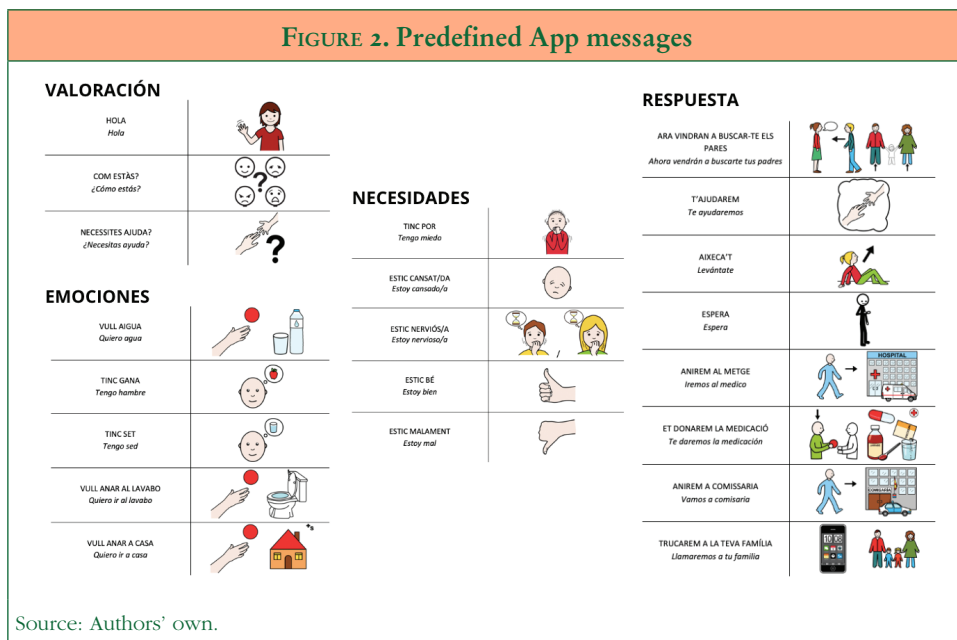 FIGURE 2. Predefined App messages
VALORACIÓN
HOLA
Hola
COM ESTÀS?
¿Cómo estás?
NECESSITES AJUDA?
¿Necesitas ayuda?
EMOCIONES
VULL AIGUA
Quiero agua
TINC GANA
Tengo hambre
TINC SET
Tengo sed
VULL ANAR AL LAVABO
Quiero ir al lavabo
VULL ANAR A CASA
Quiero ir a casa
+s
NECESIDADES
TINC POR
Tengo miedo
ESTIC CANSAT/DA
Estoy cansado/a
ESTIC NERVIÓS/A
Estoy nervioso/a
/
ESTIC BÉ
Estoy bien
ESTIC MALAMENT
Estoy mal
RESPUESTA
ARA VINDRAN A BUSCAR-TE ELS
PARES
Ahora vendrán a buscarte tus padres
T'AJUDAREM
Te ayudaremos
AIXECA'T
Levántate
ESPERA
Espera
ANIREM AL METGE
Iremos al medico
HOSPITAL
ET DONAREM LA MEDICACIÓ
Te daremos la medicación
ANIREM A COMISSARIA
Vamos a comisaria
COMISARÍA
TRUCAREM A LA TEVA FAMÍLIA
Llamaremos a tu familia
Source: Authors' own.